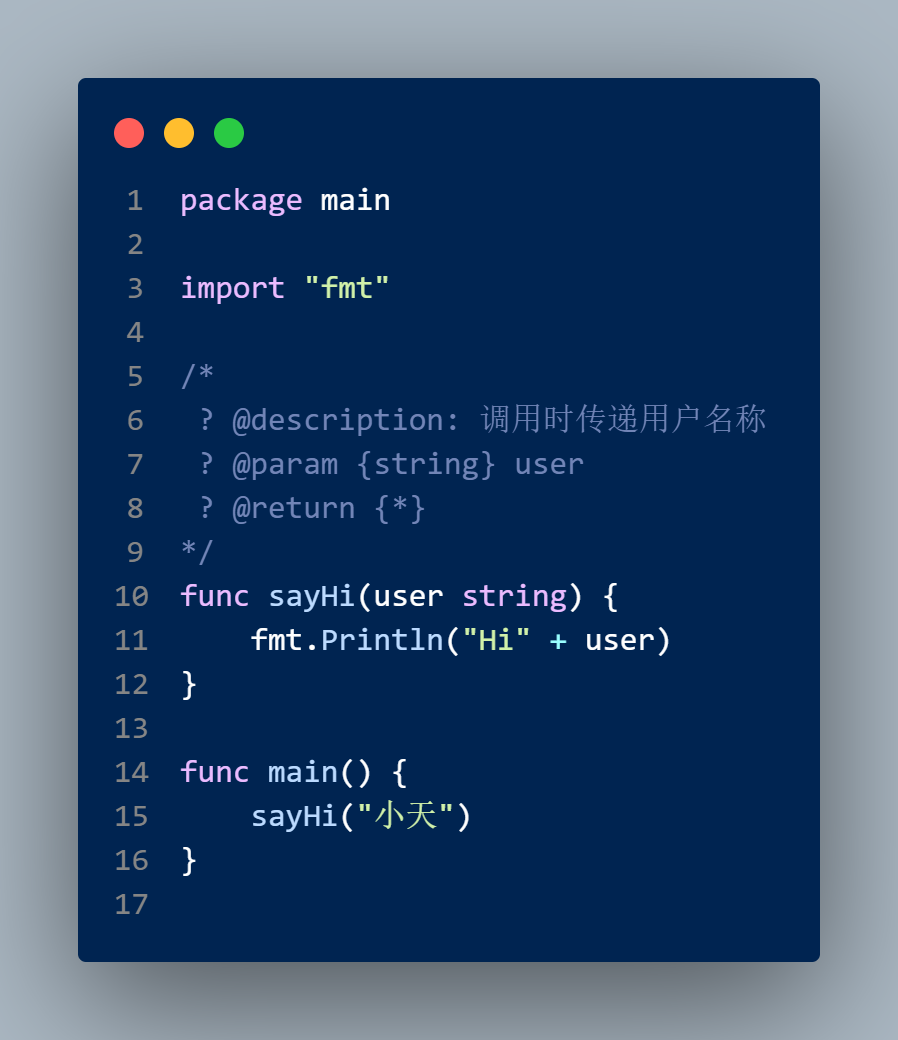 1 package main
2
3 import "fmt"
4
5 /*
6 ? @description: 调用时传递用户名称
7 ? @param {string} user
8 ? @return {*}
9 */
10 func sayHi(user string) {
11     fmt.Println("Hi" + user)
12 }
13
14 func main() {
15     sayHi("小天")
16 }
17